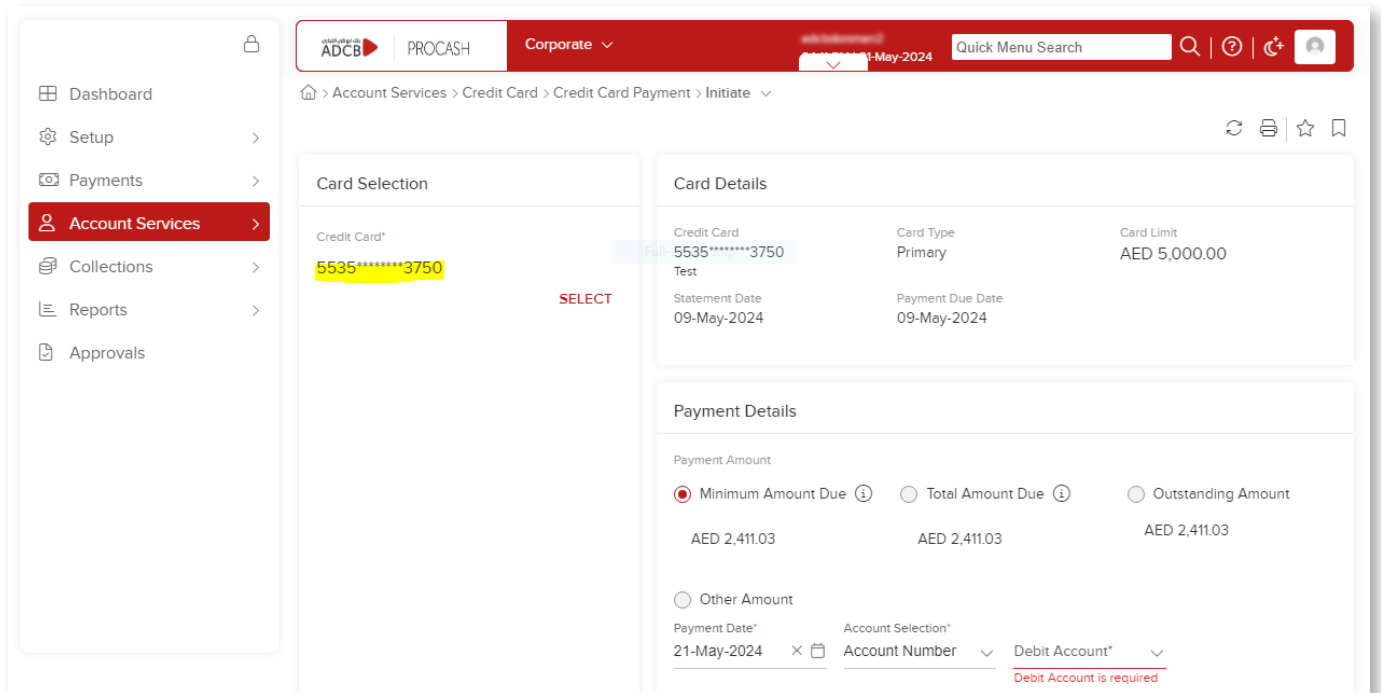 ADCB
PROCASH
Corporate
1-May-2024
Quick Menu Search
Dashboard
Setup
Payments
Account Services
Collections
Reports
Approvals
> Account Services > Credit Card > Credit Card Payment > Initiate
Card Selection
Credit Card*
5535********3750
SELECT
Card Details
Credit Card
5535********3750
Test
Card Type
Primary
Card Limit
AED 5,000.00
Statement Date
09-May-2024
Payment Due Date
09-May-2024
Payment Details
Payment Amount
Minimum Amount Due
AED 2,411.03
Total Amount Due
AED 2,411.03
Outstanding Amount
AED 2,411.03
Other Amount
Payment Date*
21-May-2024
Account Selection*
Account Number
Debit Account*
Debit Account is required